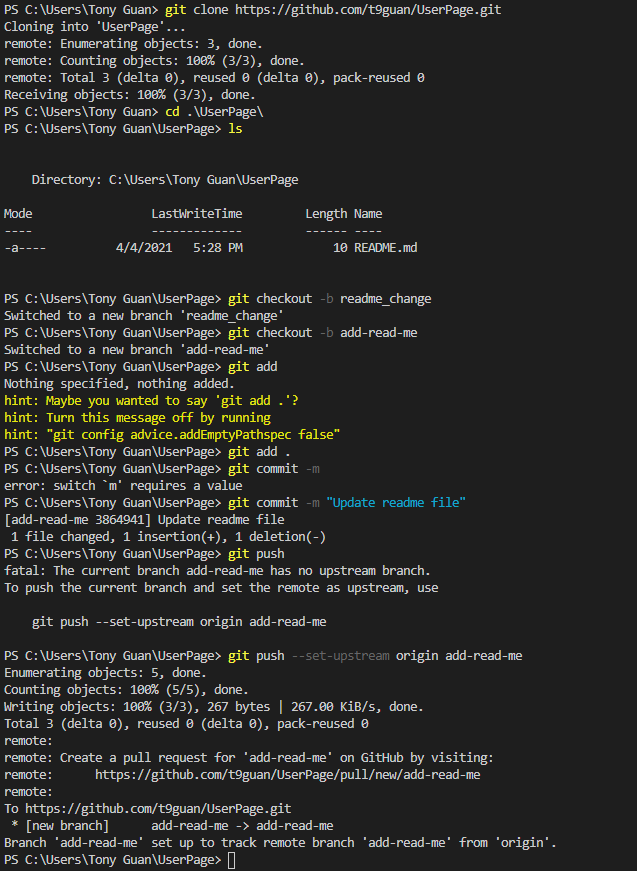 PS C:\Users\Tony Guan> git clone https://github.com/t9guan/UserPage.git
Cloning into 'UserPage'...
remote: Enumerating objects: 3, done.
remote: Counting objects: 100% (3/3), done.
remote: Total 3 (delta 0), reused 0 (delta 0), pack-reused 0
Receiving objects: 100% (3/3), done.
PS C:\Users\Tony Guan> cd .\UserPage\
PS C:\Users\Tony Guan\UserPage> ls
Directory: C:\Users\Tony Guan\UserPage
Mode LastWriteTime Length Name
---- ------------- ------ ----
-a---- 4/4/2021 5:28 PM 10 README.md
PS C:\Users\Tony Guan\UserPage> git checkout -b readme_change
Switched to a new branch 'readme_change'
PS C:\Users\Tony Guan\UserPage> git checkout -b add-read-me
Switched to a new branch 'add-read-me'
PS C:\Users\Tony Guan\UserPage> git add
Nothing specified, nothing added.
hint: Maybe you wanted to say 'git add .'?
hint: Turn this message off by running
hint: "git config advice.addEmptyPathspec false"
PS C:\Users\Tony Guan\UserPage> git add .
PS C:\Users\Tony Guan\UserPage> git commit -m
error: switch `m' requires a value
PS C:\Users\Tony Guan\UserPage> git commit -m "Update readme file"
[add-read-me 3864941] Update readme file
1 file changed, 1 insertion(+), 1 deletion(-)
PS C:\Users\Tony Guan\UserPage> git push
fatal: The current branch add-read-me has no upstream branch.
To push the current branch and set the remote as upstream, use
git push --set-upstream origin add-read-me
PS C:\Users\Tony Guan\UserPage> git push --set-upstream origin add-read-me
Enumerating objects: 5, done.
Counting objects: 100% (5/5), done.
Writing objects: 100% (3/3), 267 bytes | 267.00 KiB/s, done.
Total 3 (delta 0), reused 0 (delta 0), pack-reused 0
remote:
remote: Create a pull request for 'add-read-me' on GitHub by visiting:
remote: https://github.com/t9guan/UserPage/pull/new/add-read-me
remote:
To https://github.com/t9guan/UserPage.git
* [new branch] add-read-me -> add-read-me
Branch 'add-read-me' set up to track remote branch 'add-read-me' from 'origin'.
PS C:\Users\Tony Guan\UserPage>